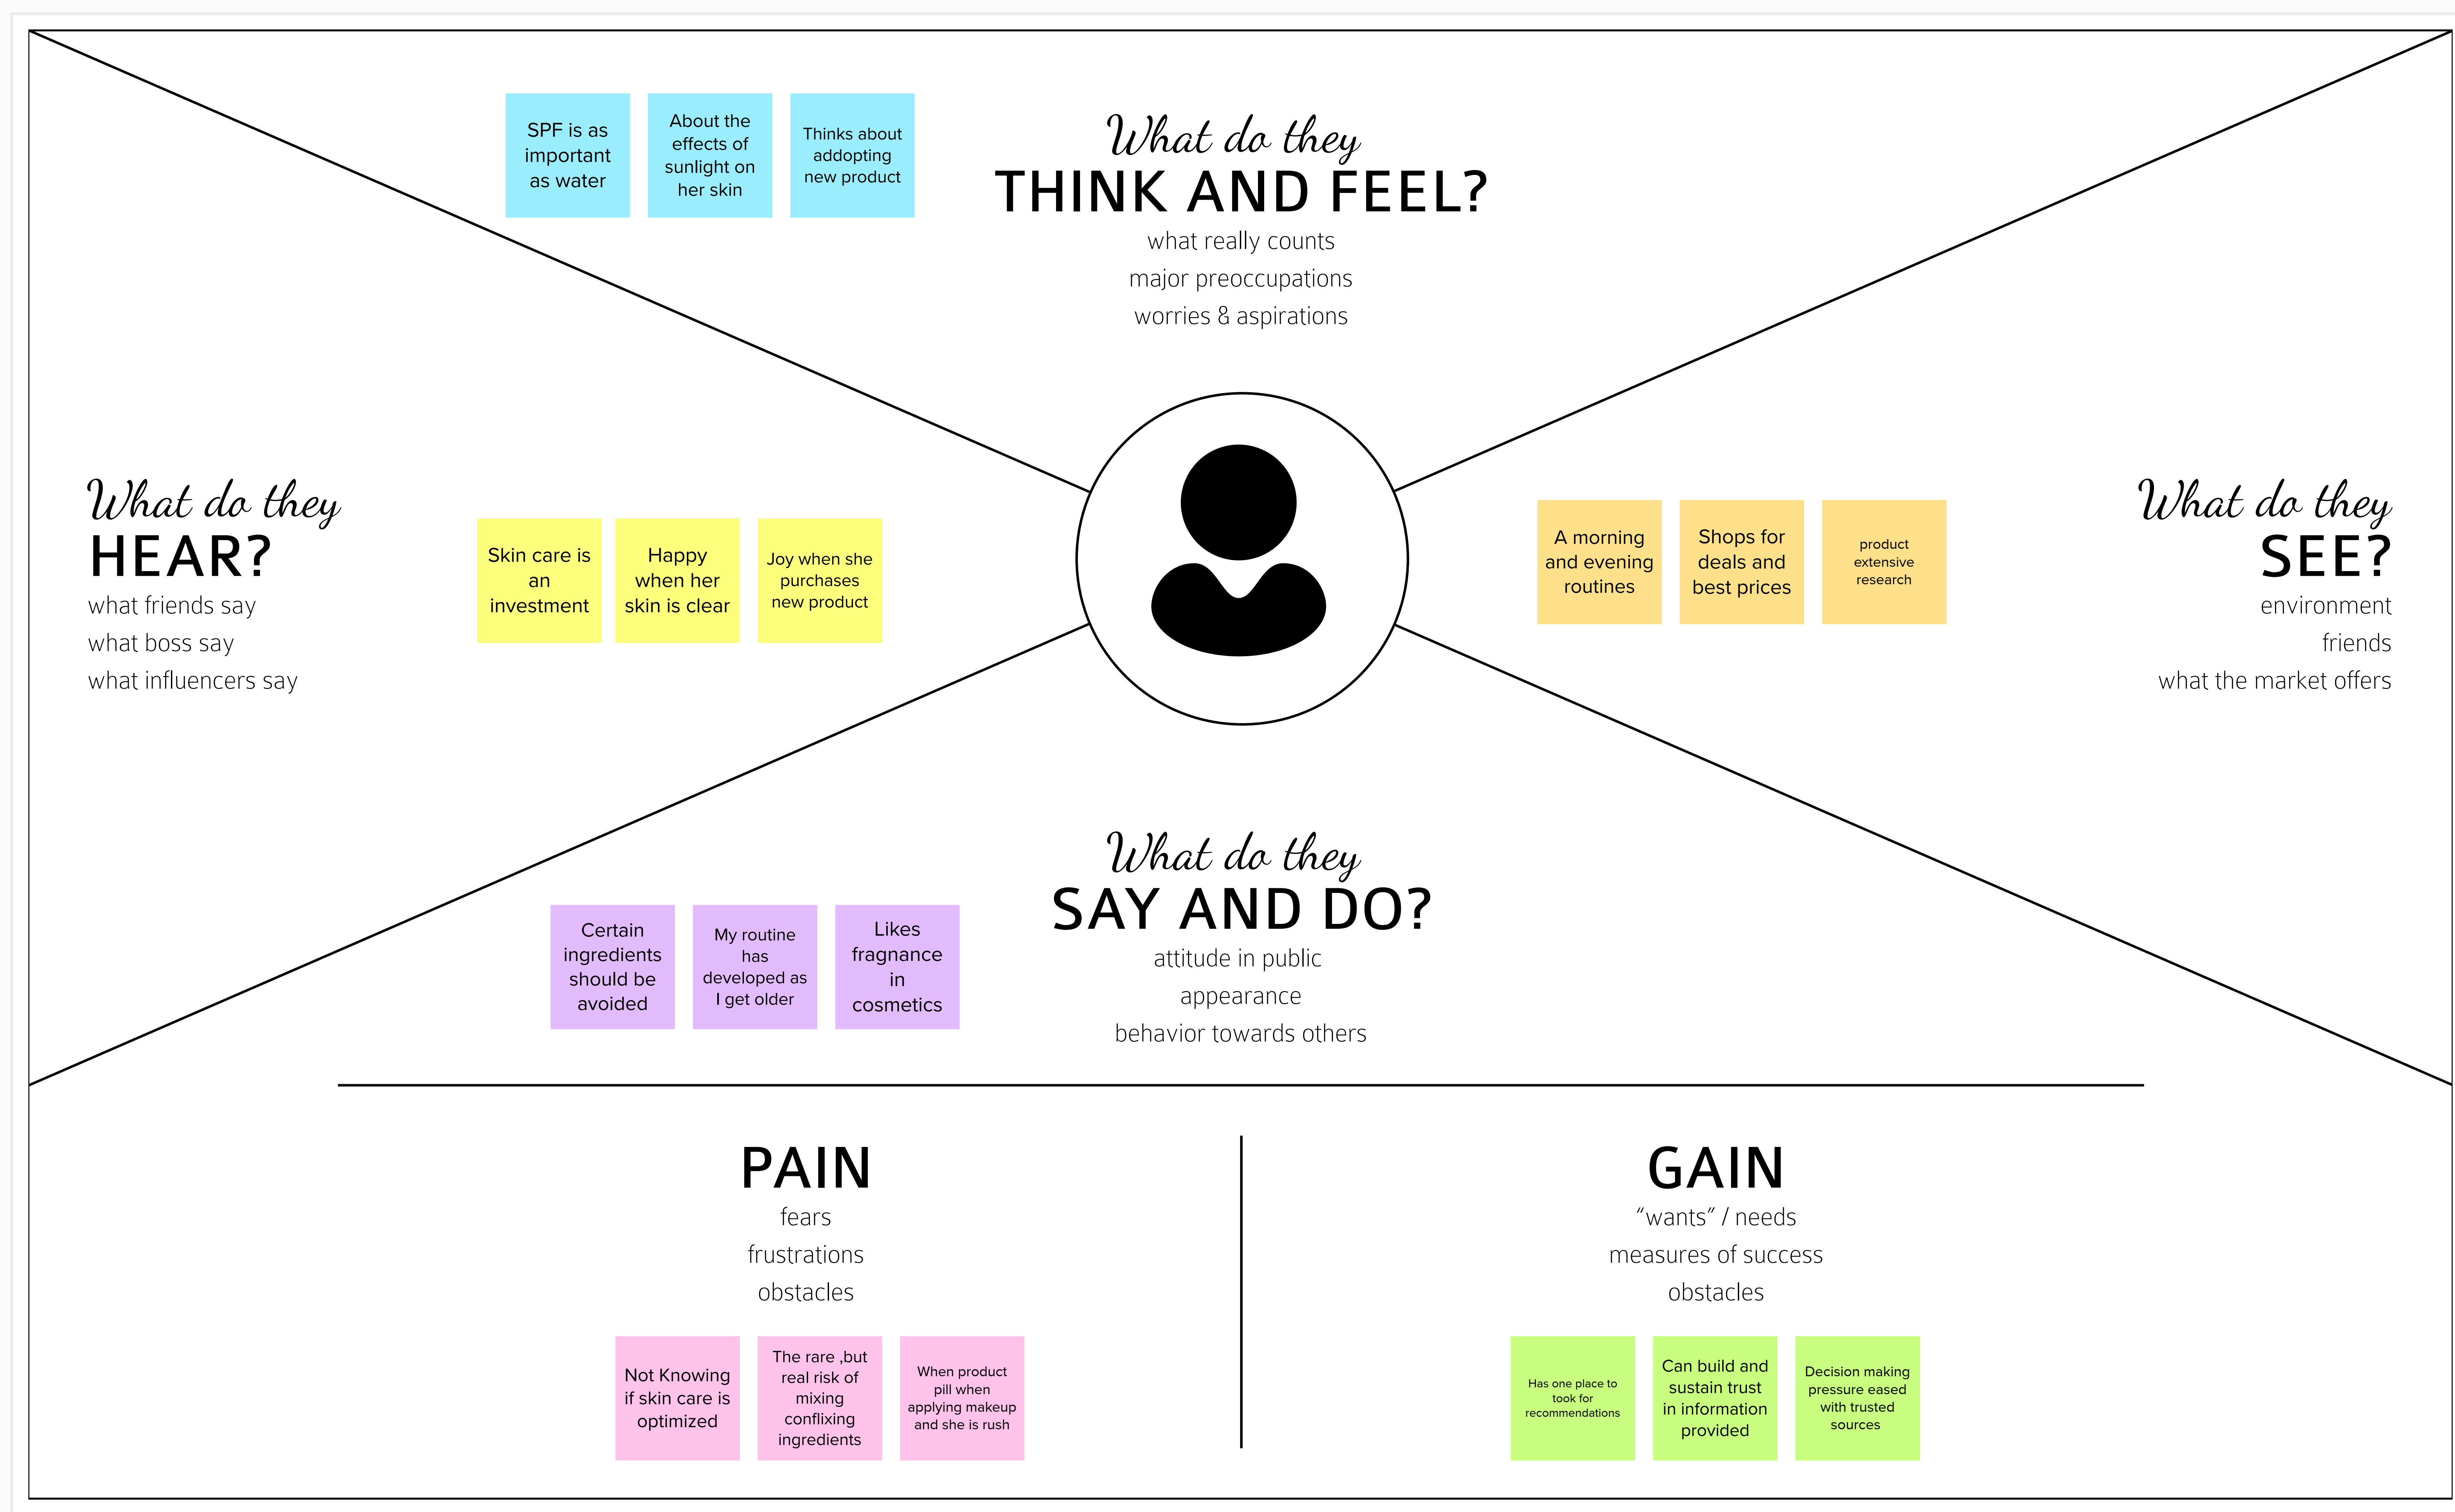 SPF is as
important
as water
About the
effects of
sunlight on
her skin
Thinks about
addopting
new product
What do they
THINK AND FEEL?
what really counts
major preoccupations
worries & aspirations
What do they
HEAR?
what friends say
what boss say
what influencers say
Skin care is
an
investment
Happy
when her
skin is clear
Joy when she
purchases
new product
A morning
and evening
routines
Shops for
deals and
best prices
product
extensive
research
What do they
SEE?
environment
friends
what the market offers
What do they
SAY AND DO?
attitude in public
appearance
behavior towards others
Certain
ingredients
should be
avoided
My routine
has
developed as
I get older
Likes
fragnance
in
cosmetics
PAIN
fears
frustrations
obstacles
Not Knowing
if skin care is
optimized
The rare ,but
real risk of
mixing
conflixing
ingredients
When product
pill when
applying makeup
and she is rush
GAIN
“wants” / needs
measures of success
obstacles
Has one place to
took for
recommendations
Can build and
sustain trust
in information
provided
Decision making
pressure eased
with trusted
sources